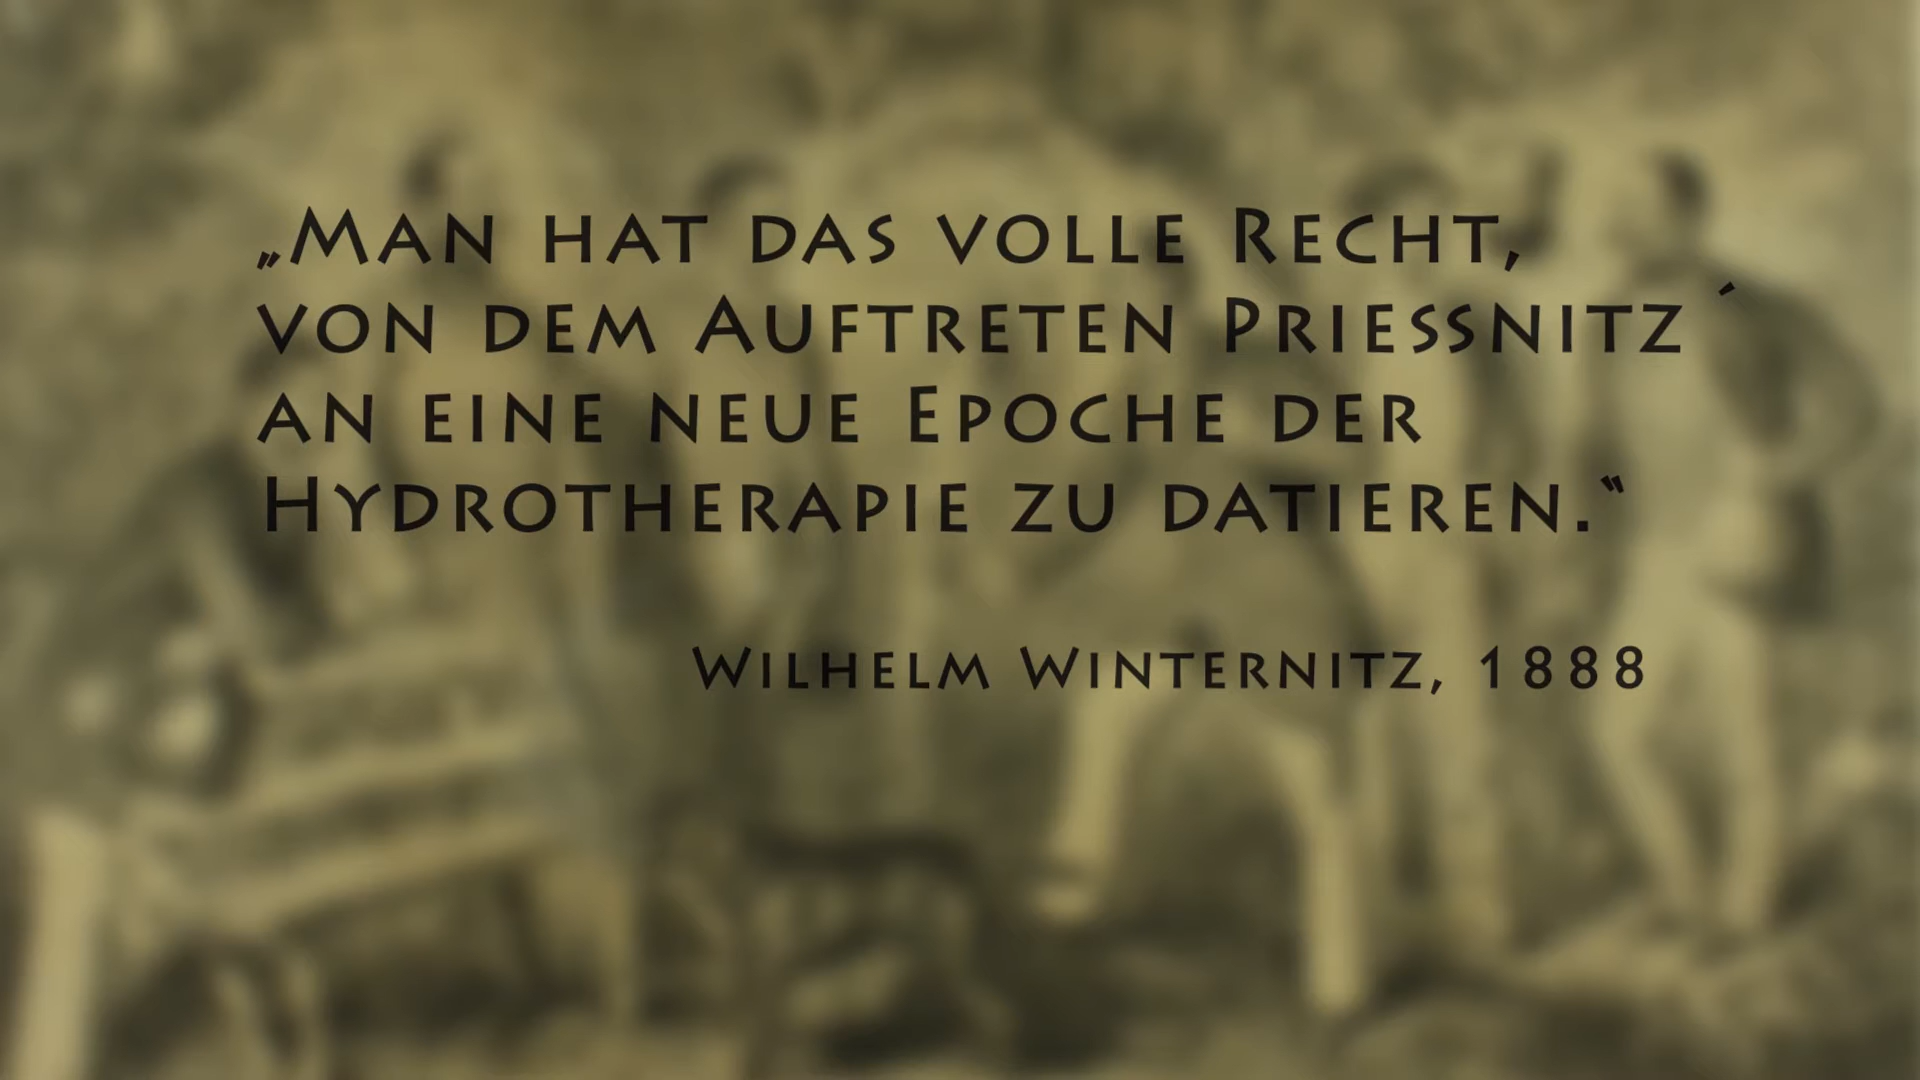 „Man hat das volle Recht,
von dem Auftreten Priessnitz´
an eine neue Epoche der
Hydrotherapie zu datieren.“
Wilhelm Winternitz, 1888